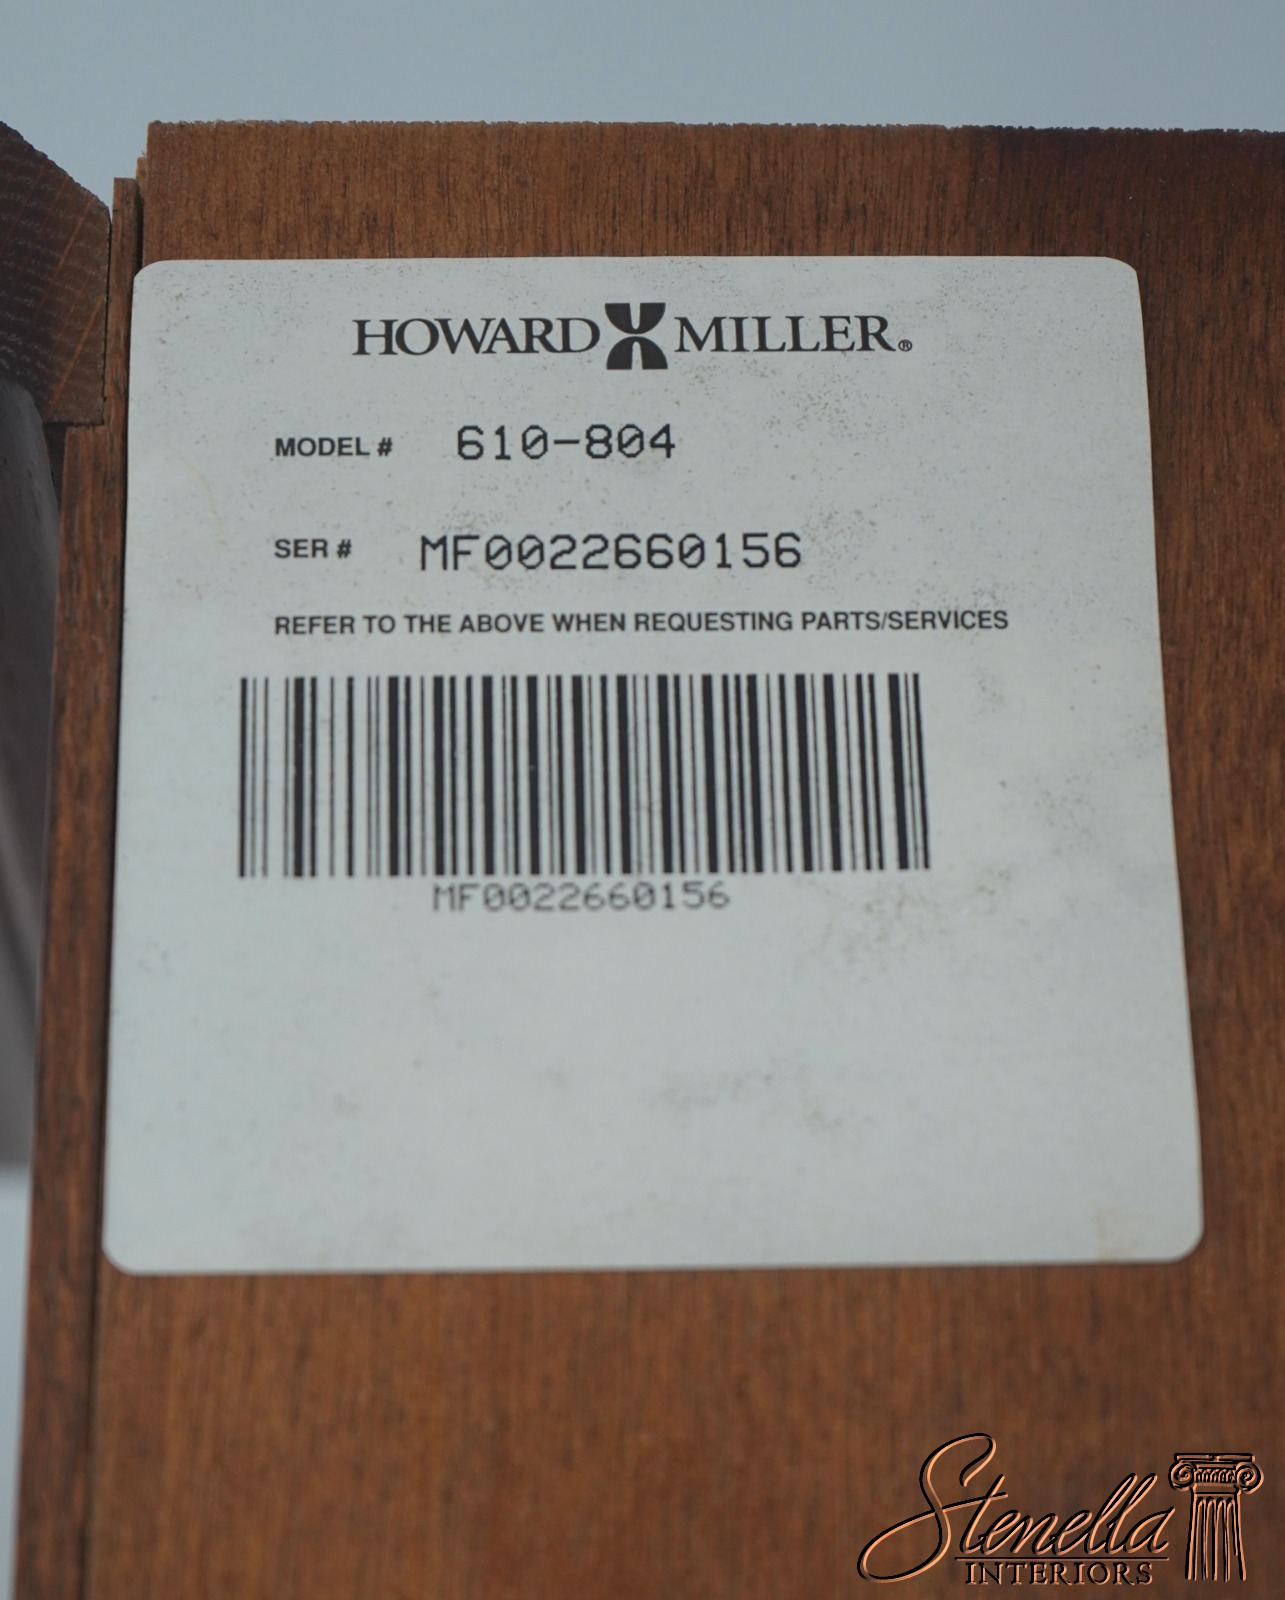 HOWARD MILLER®
MODEL # 610-804
SER # MF0022660156
REFER TO THE ABOVE WHEN REQUESTING PARTS/SERVICES
MF0022660156
Stenella
INTERIORS